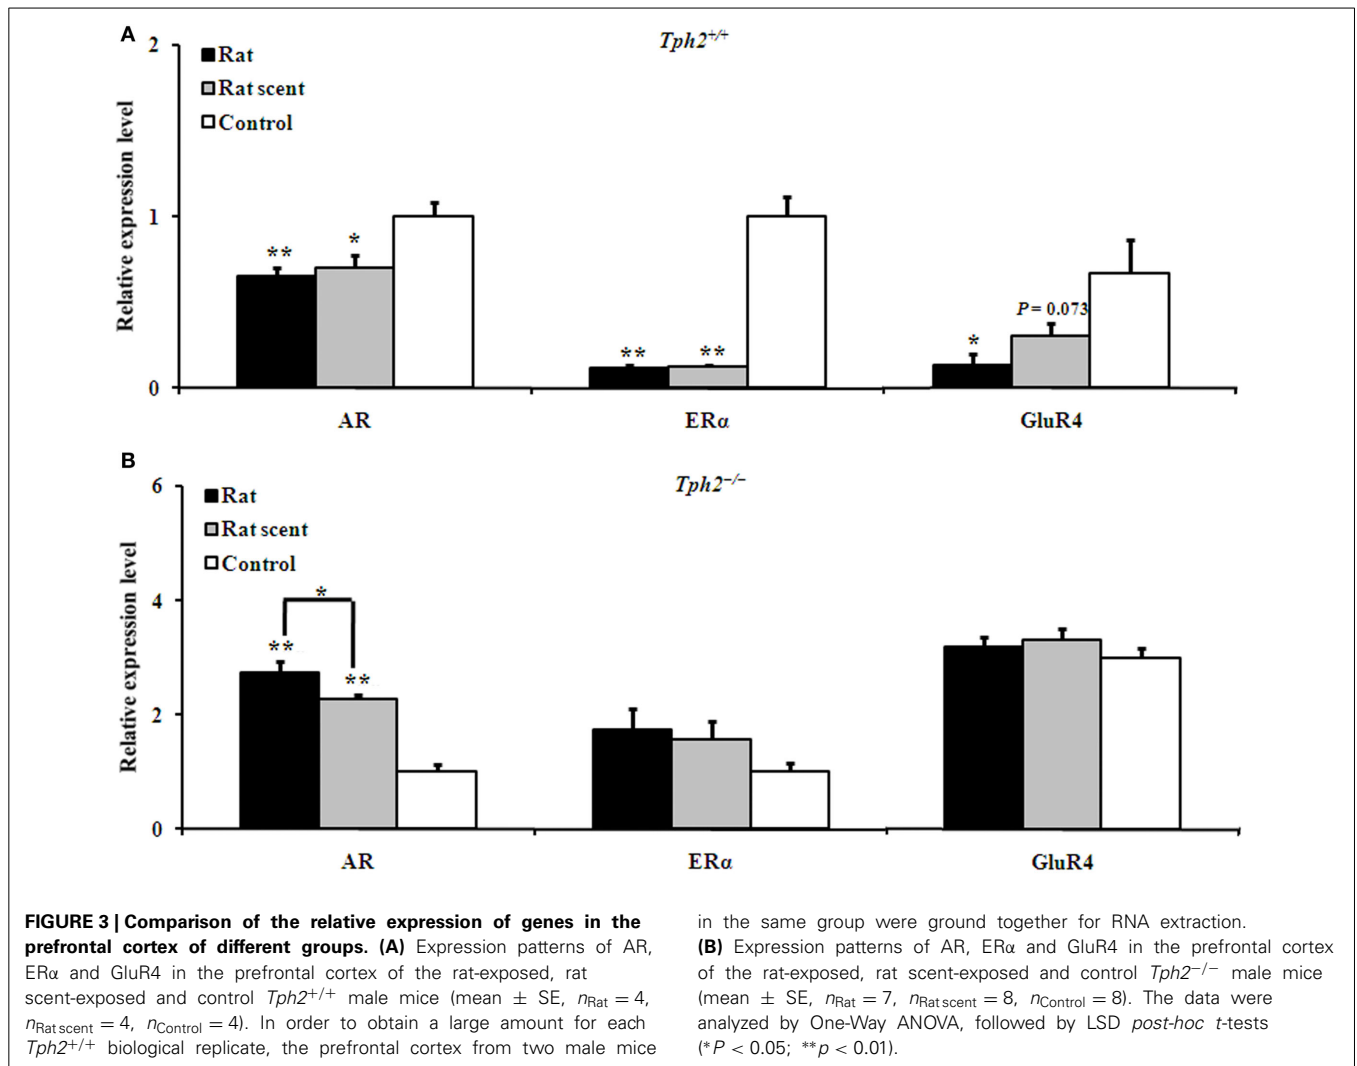 A
Tph2+/+
2
Rat
Rat scent
Control
Relative expression level
1
**
*
**
**
*
P = 0.073
0
AR
ERα
GluR4
B
Tph2−/−
6
Rat
Rat scent
Control
Relative expression level
4
*
**
**
2
0
AR
ERα
GluR4
FIGURE 3 | Comparison of the relative expression of genes in the
prefrontal cortex of different groups. (A) Expression patterns of AR,
ERα and GluR4 in the prefrontal cortex of the rat-exposed, rat
scent-exposed and control Tph2+/+ male mice (mean ± SE, nRat = 4,
nRat scent = 4, nControl = 4). In order to obtain a large amount for each
Tph2+/+ biological replicate, the prefrontal cortex from two male mice
in the same group were ground together for RNA extraction.
(B) Expression patterns of AR, ERα and GluR4 in the prefrontal cortex
of the rat-exposed, rat scent-exposed and control Tph2−/− male mice
(mean ± SE, nRat = 7, nRat scent = 8, nControl = 8). The data were
analyzed by One-Way ANOVA, followed by LSD post-hoc t-tests
(*P < 0.05; **p < 0.01).